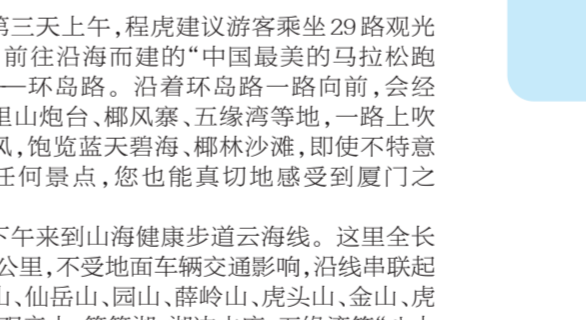 第三天上午，程虎建议游客乘坐29路观光
前往沿海而建的“中国最美的马拉松跑
——环岛路。沿着环岛路一路向前，会经
里山炮台、椰风寨、五缘湾等地，一路上吹
风，饱览蓝天碧海、椰林沙滩，即使不特意
任何景点，您也能真切地感受到厦门之
下午来到山海健康步道云海线。这里全长
公里，不受地面车辆交通影响，沿线串联起
山、仙岳山、园山、薛岭山、虎头山、金山、虎